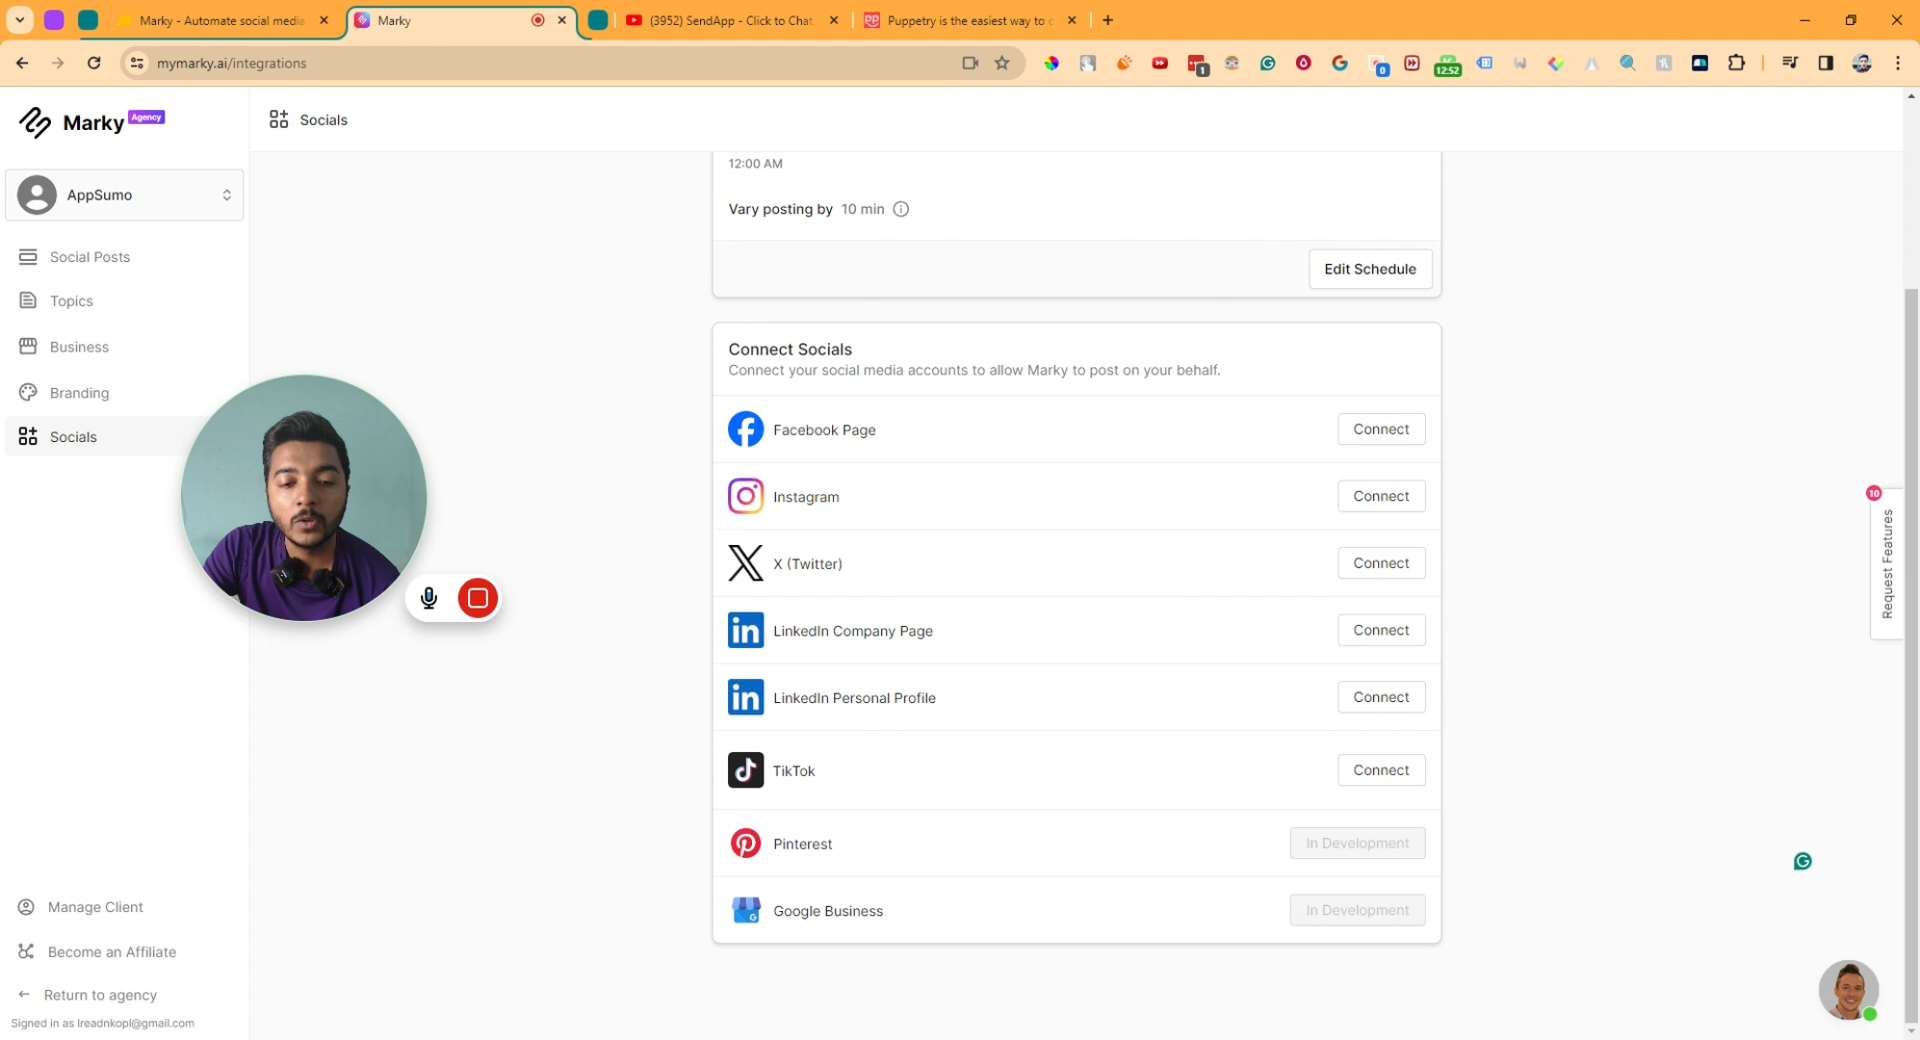 Marky - Automate social media
Marky
(3952) SendApp - Click to Chat
Puppetry is the easiest way to c
mymarky.ai/integrations
1
0
12:52
Marky Agency
Socials
AppSumo
Social Posts
Topics
Business
Branding
Socials
12:00 AM
Vary posting by 10 min
Edit Schedule
Connect Socials
Connect your social media accounts to allow Marky to post on your behalf.
Facebook Page Connect
Instagram Connect
X (Twitter) Connect
LinkedIn Company Page Connect
LinkedIn Personal Profile Connect
TikTok Connect
Pinterest In Development
Google Business In Development
10
Request Features
Manage Client
Become an Affiliate
Return to agency
Signed in as lreadnkopl@gmail.com